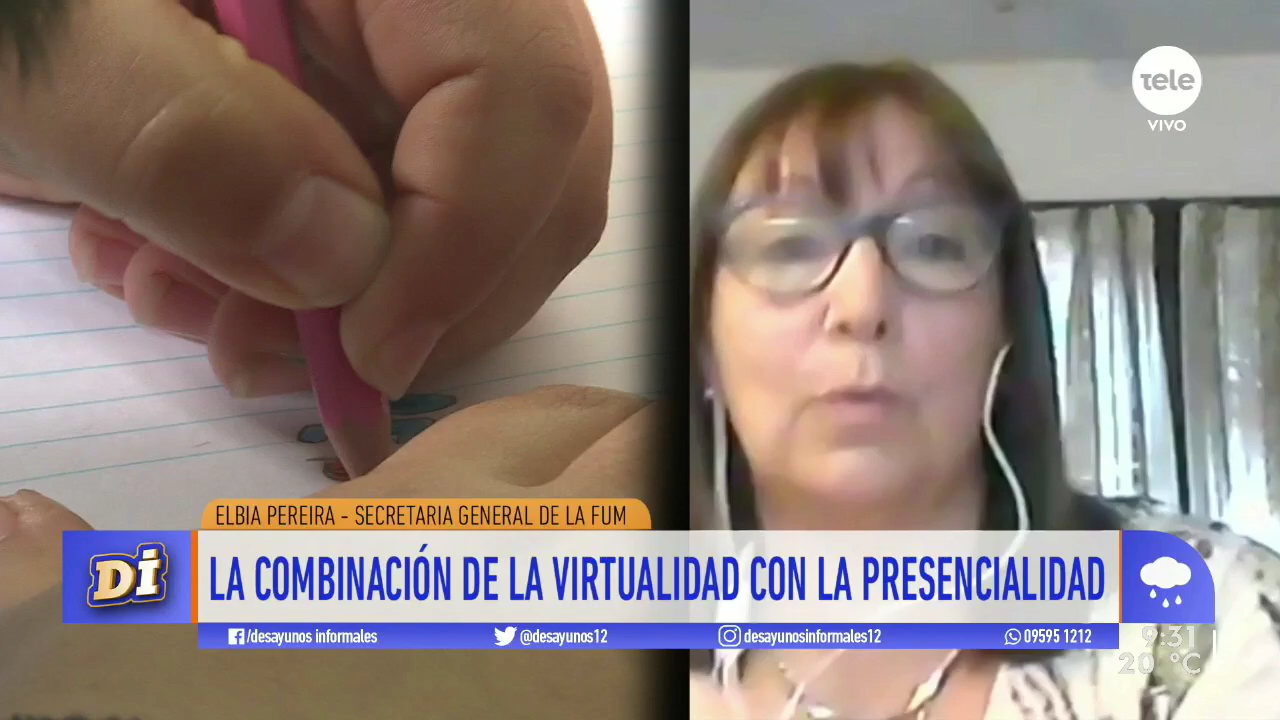 tele
VIVO
ELBIA PEREIRA - SECRETARIA GENERAL DE LA FUM
Di
LA COMBINACIÓN DE LA VIRTUALIDAD CON LA PRESENCIALIDAD
/desayunos informales
@desayunos12
desayunosinformales12
09595 1212
9:31
20 °C